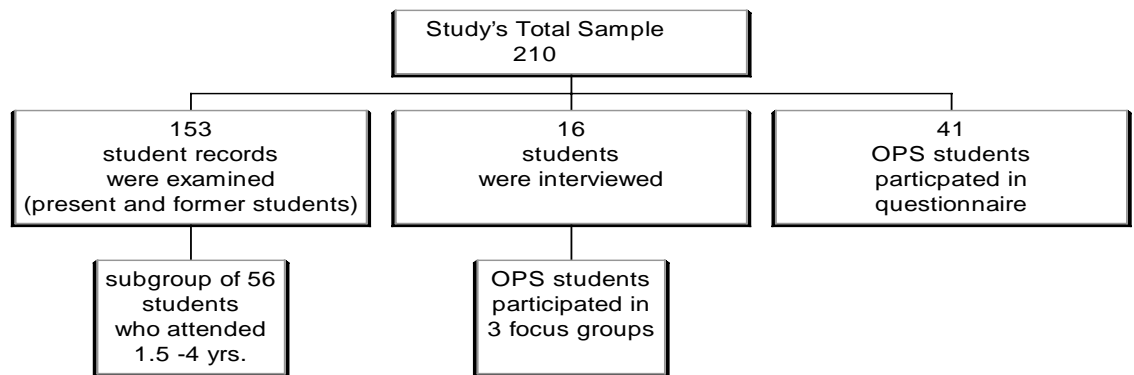 Study’s Total Sample
210
153
student records
were examined
(present and former students)
16
students
were interviewed
41
OPS students
particpated in
questionnaire
subgroup of 56
students
who attended
1.5 -4 yrs.
OPS students
participated in
3 focus groups